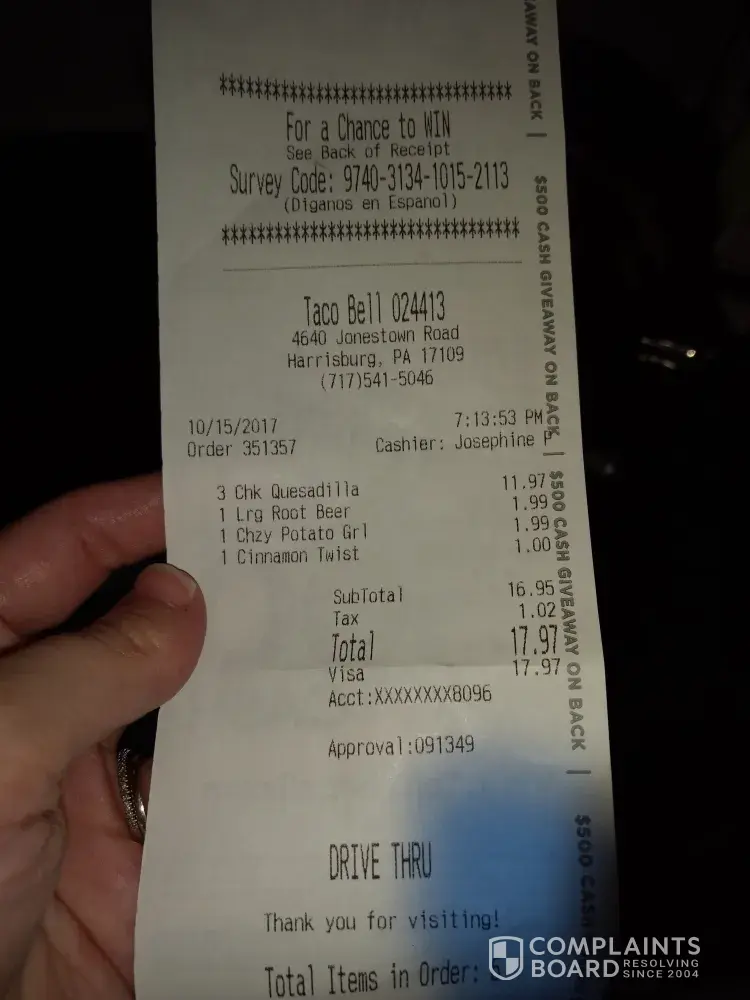 *********************************
For a Chance to WIN
See Back of Receipt
Survey Code: 9740-3134-1015-2113
(Diganos en Espanol)
*********************************
Taco Bell 024413
4640 Jonestown Road
Harrisburg, PA 17109
(717)541-5046
10/15/2017 7:13:53 PM
Order 351357 Cashier: Josephine
3 Chk Quesadilla 11.97
1 Lrg Root Beer 1.99
1 Chzy Potato Grl 1.99
1 Cinnamon Twist 1.00
SubTotal 16.95
Tax 1.02
Total 17.97
Visa 17.97
Acct:XXXXXXXX8096
Approval:091349
DRIVE THRU
Thank you for visiting!
Total Items in Order:
AWAY ON BACK |
$500 CASH GIVEAWAY ON BACK |
$500 CASH GIVEAWAY ON BACK |
$500 CASH
COMPLAINTS
BOARD RESOLVING
SINCE 2004